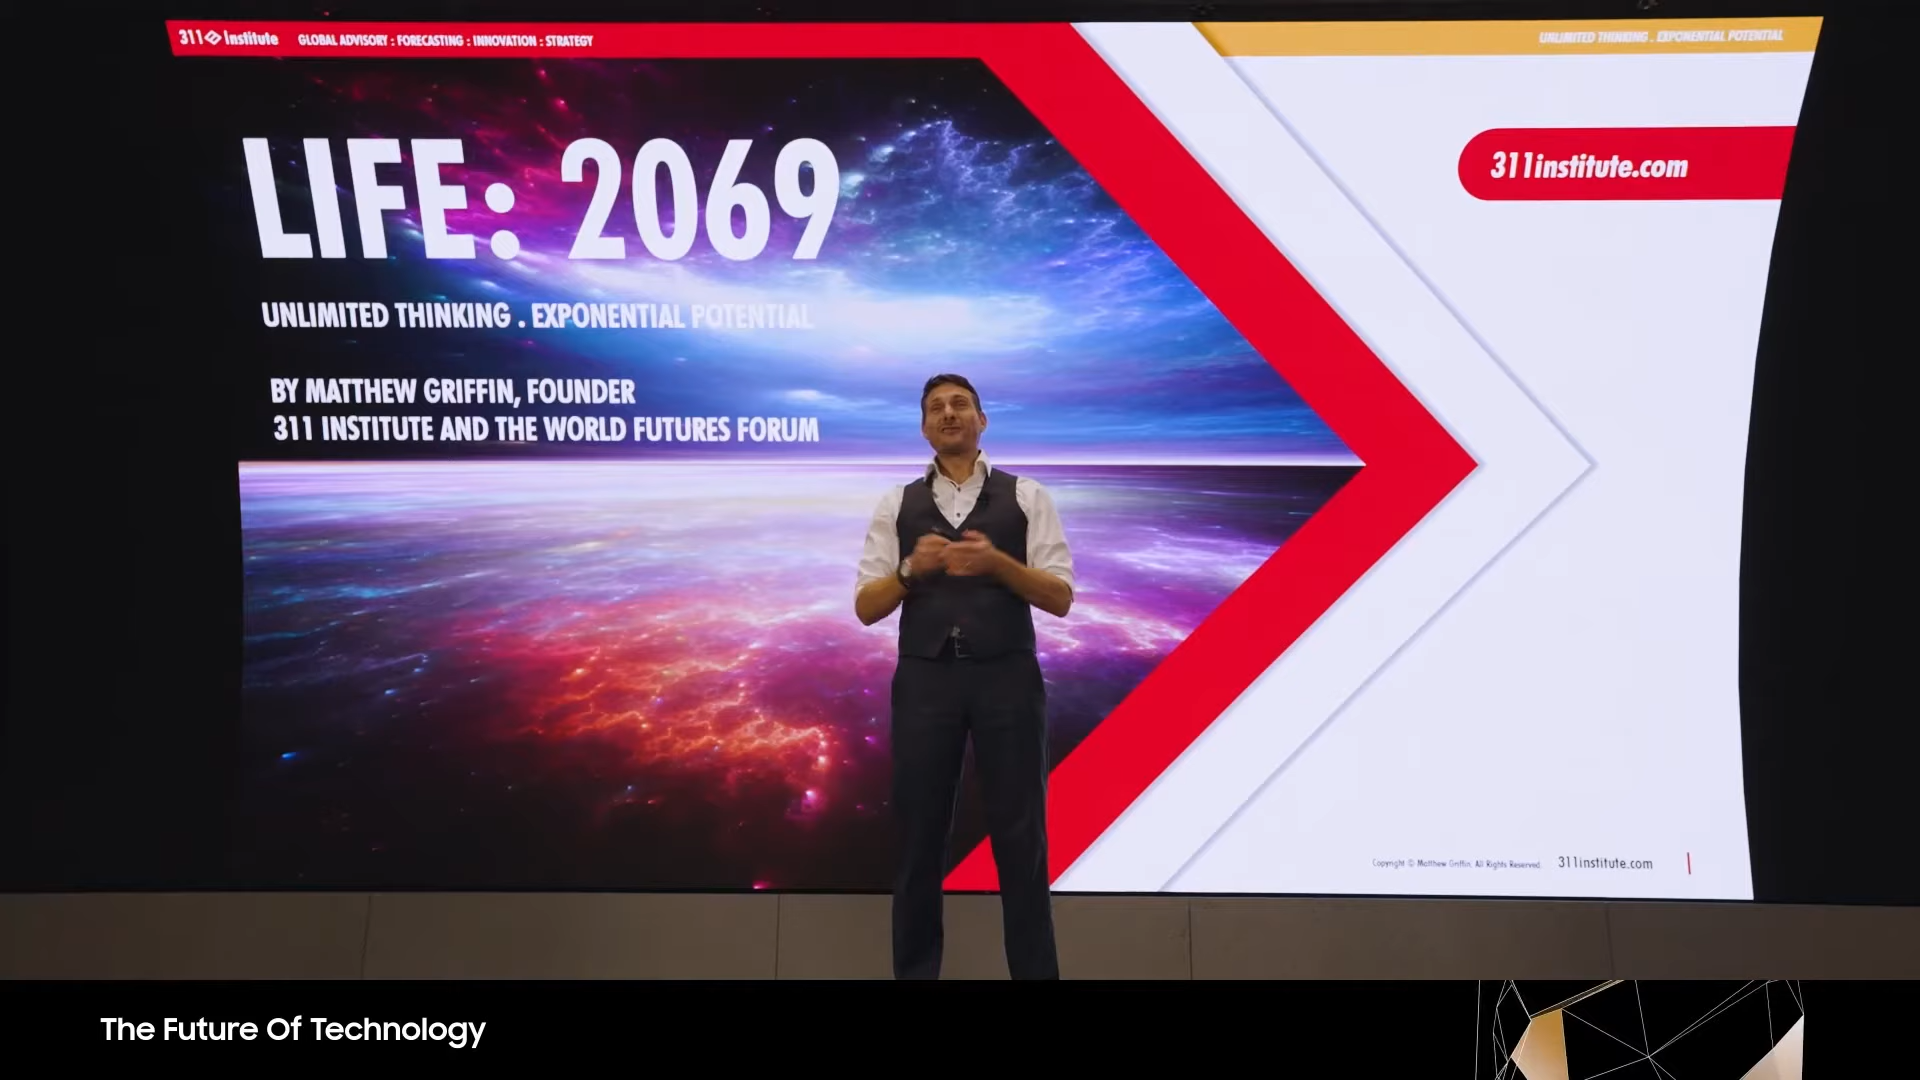 311 Institute GLOBAL ADVISORY : FORECASTING : INNOVATION : STRATEGY
UNLIMITED THINKING . EXPONENTIAL POTENTIAL
LIFE: 2069
311institute.com
UNLIMITED THINKING . EXPONENTIAL POTENTIAL
BY MATTHEW GRIFFIN, FOUNDER
311 INSTITUTE AND THE WORLD FUTURES FORUM
Copyright © Matthew Griffin. All Rights Reserved. 311institute.com
The Future Of Technology